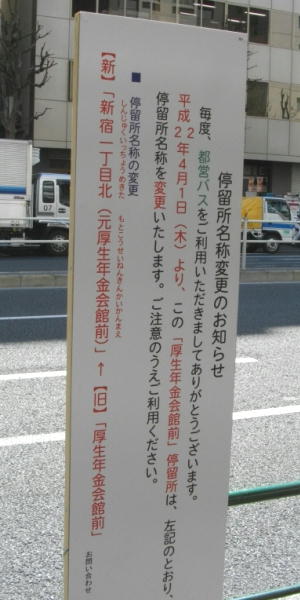 停留所名称変更のお知らせ
毎度、都営バスをご利用いただきましてありがとうございます。
平成22年4月1日（木）より、この「厚生年金会館前」停留所は、左記のとおり、
停留所名称を変更いたします。ご注意のうえご利用ください。
■ 停留所名称の変更
しんじゅくいっちょうめきた もとこうせいねんきんかいかんまえ
【新】「新宿一丁目北（元厚生年金会館前）」←【旧】「厚生年金会館前」
お問い合わせ
07